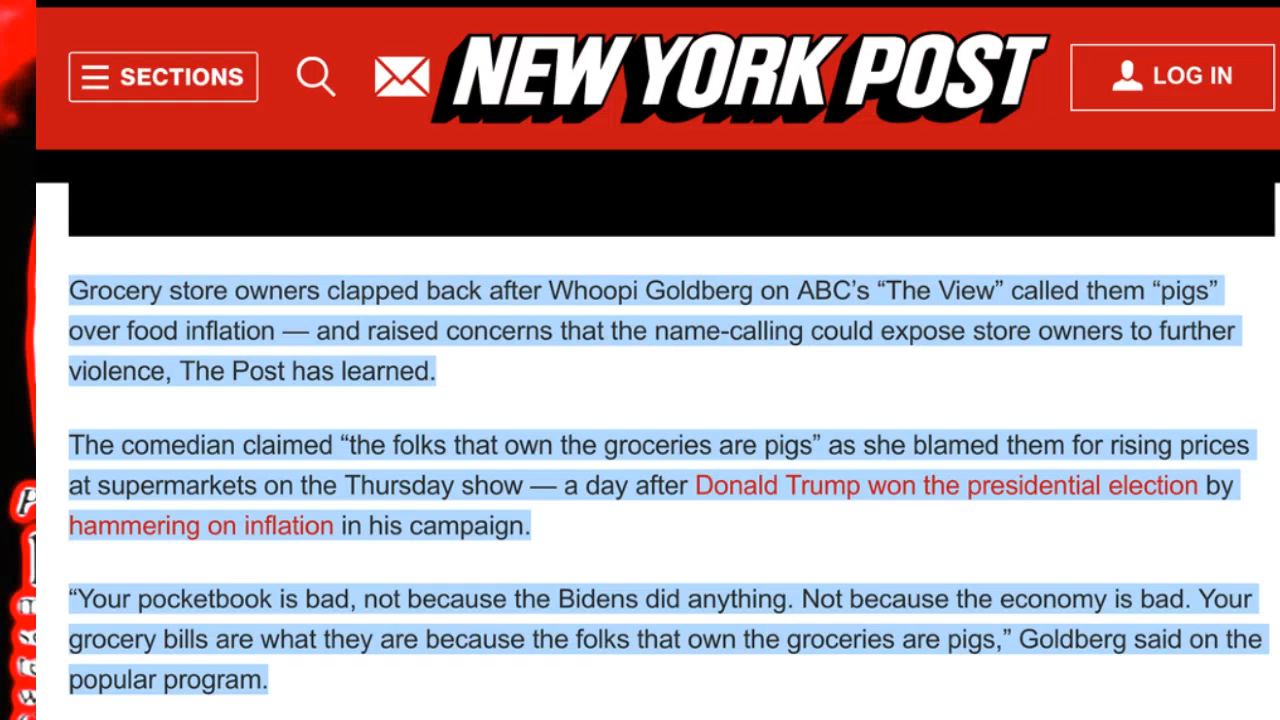 SECTIONS
NEW YORK POST
LOG IN
Grocery store owners clapped back after Whoopi Goldberg on ABC’s “The View” called them “pigs”
over food inflation — and raised concerns that the name-calling could expose store owners to further
violence, The Post has learned.
The comedian claimed “the folks that own the groceries are pigs” as she blamed them for rising prices
at supermarkets on the Thursday show — a day after Donald Trump won the presidential election by
hammering on inflation in his campaign.
“Your pocketbook is bad, not because the Bidens did anything. Not because the economy is bad. Your
grocery bills are what they are because the folks that own the groceries are pigs,” Goldberg said on the
popular program.